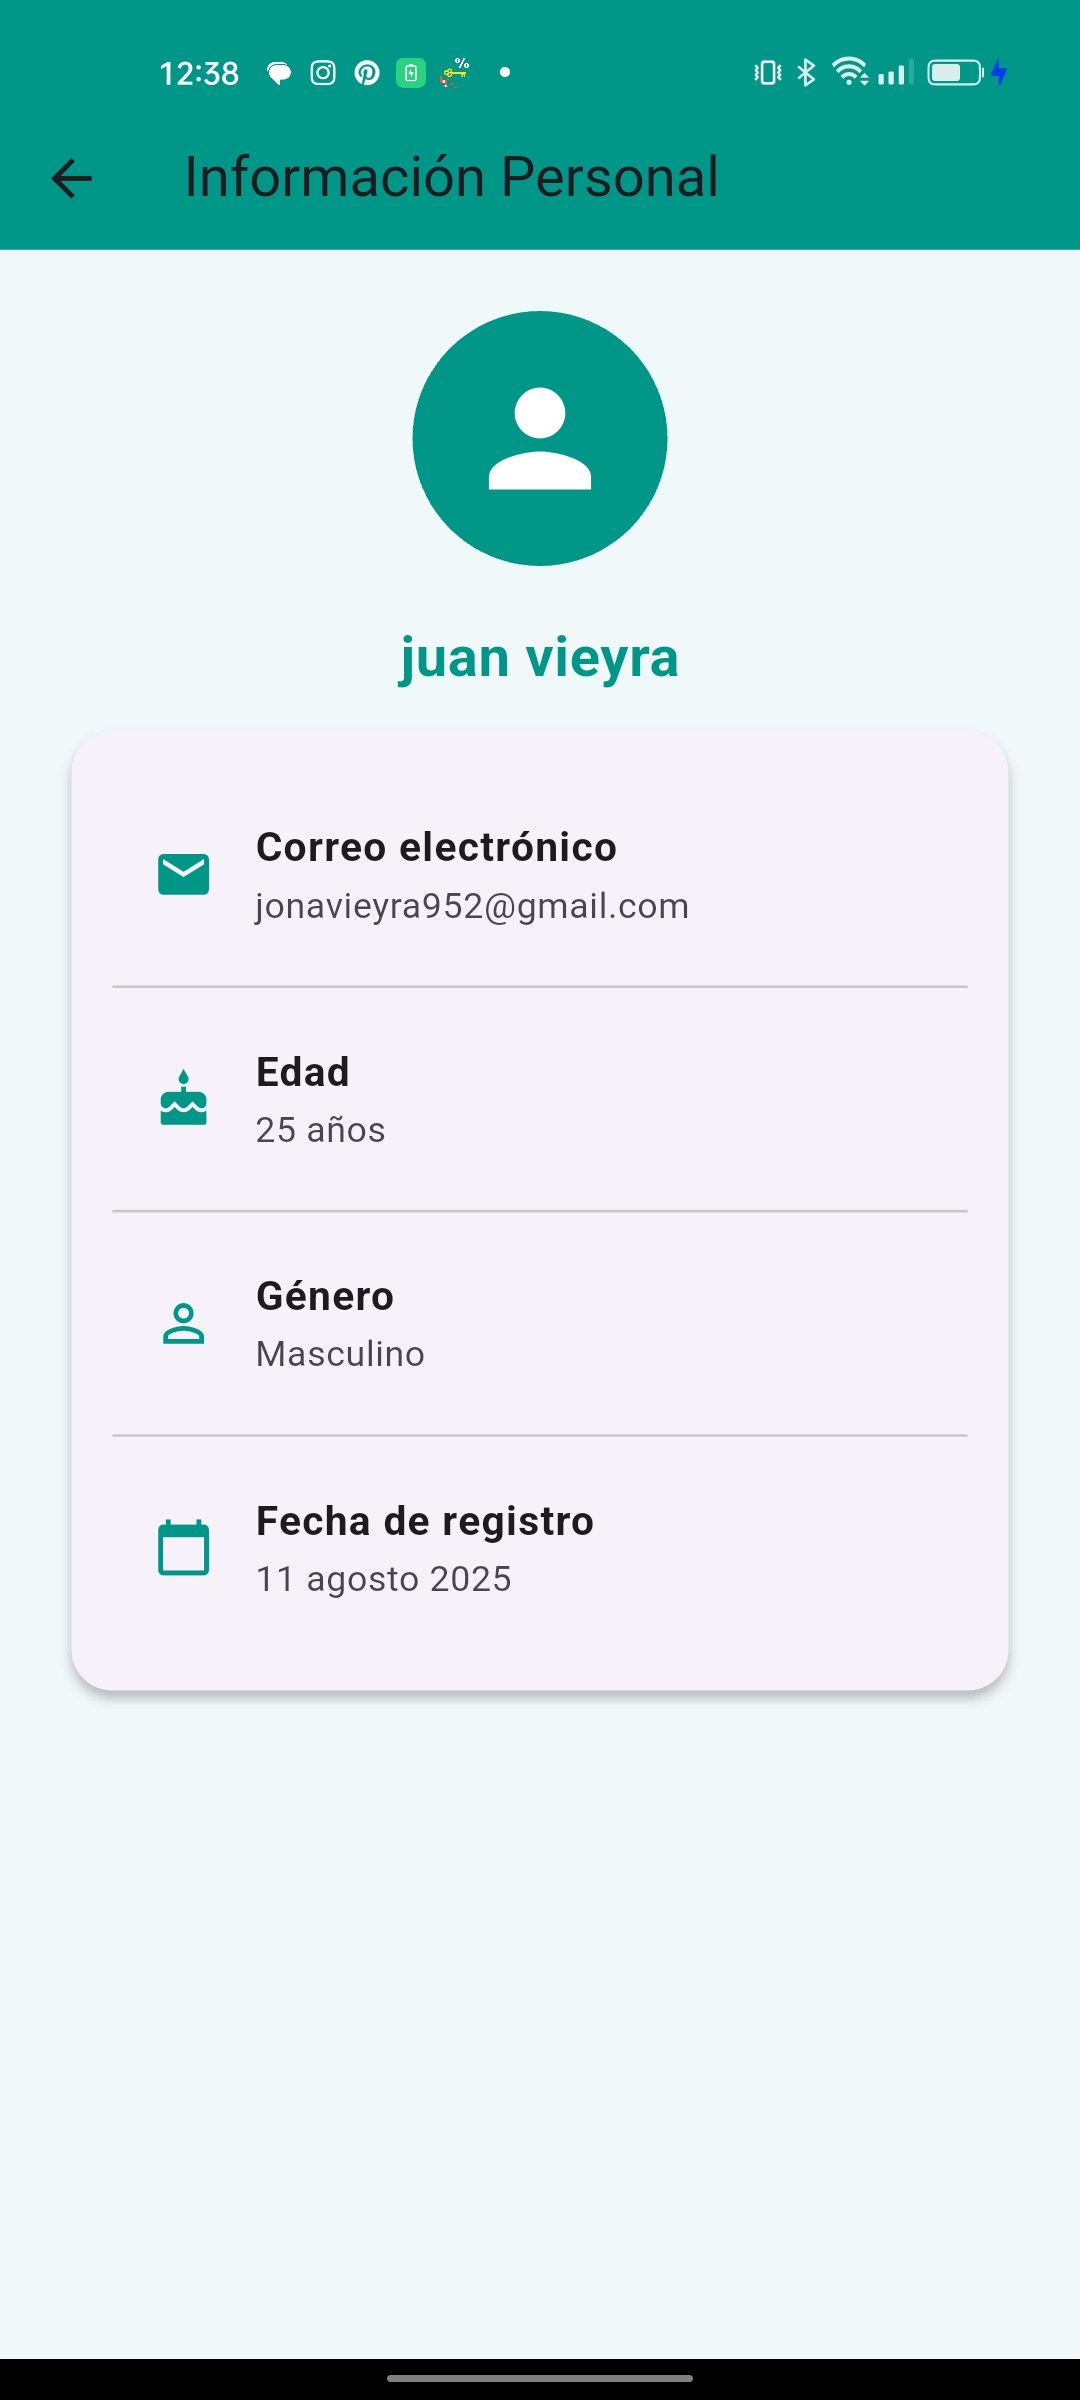 12:38
Información Personal
juan vieyra
Correo electrónico
jonavieyra952@gmail.com
Edad
25 años
Género
Masculino
Fecha de registro
11 agosto 2025